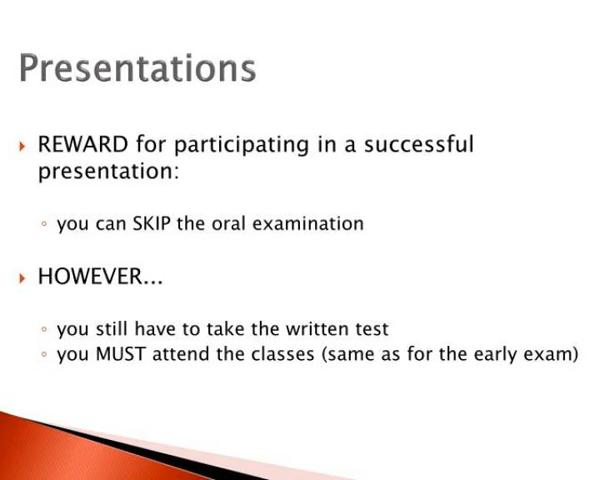 Presentations
REWARD for participating in a successful
presentation:
you can SKIP the oral examination
HOWEVER...
you still have to take the written test
you MUST attend the classes (same as for the early exam)